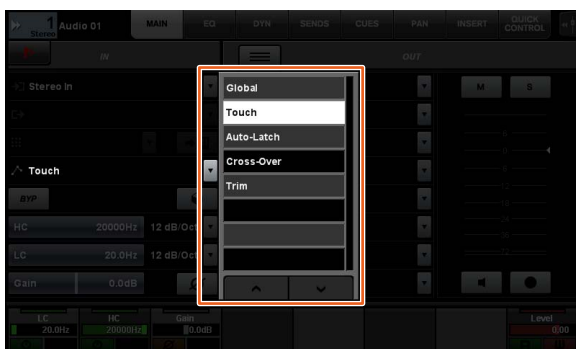 1 Audio 01 MAIN EQ DYN SENDS CUES PAN INSERT QUICK CONTROL
Stereo
IN OUT
Stereo In Global M S
Touch
Auto-Latch
Cross-Over
Touch
Trim
BYP
HC 20000Hz 12 dB/Oct
LC 20.0Hz 12 dB/Oct
Gain 0.0dB
LC HC Gain Level
20.0Hz 20000Hz 0.0dB 0.00